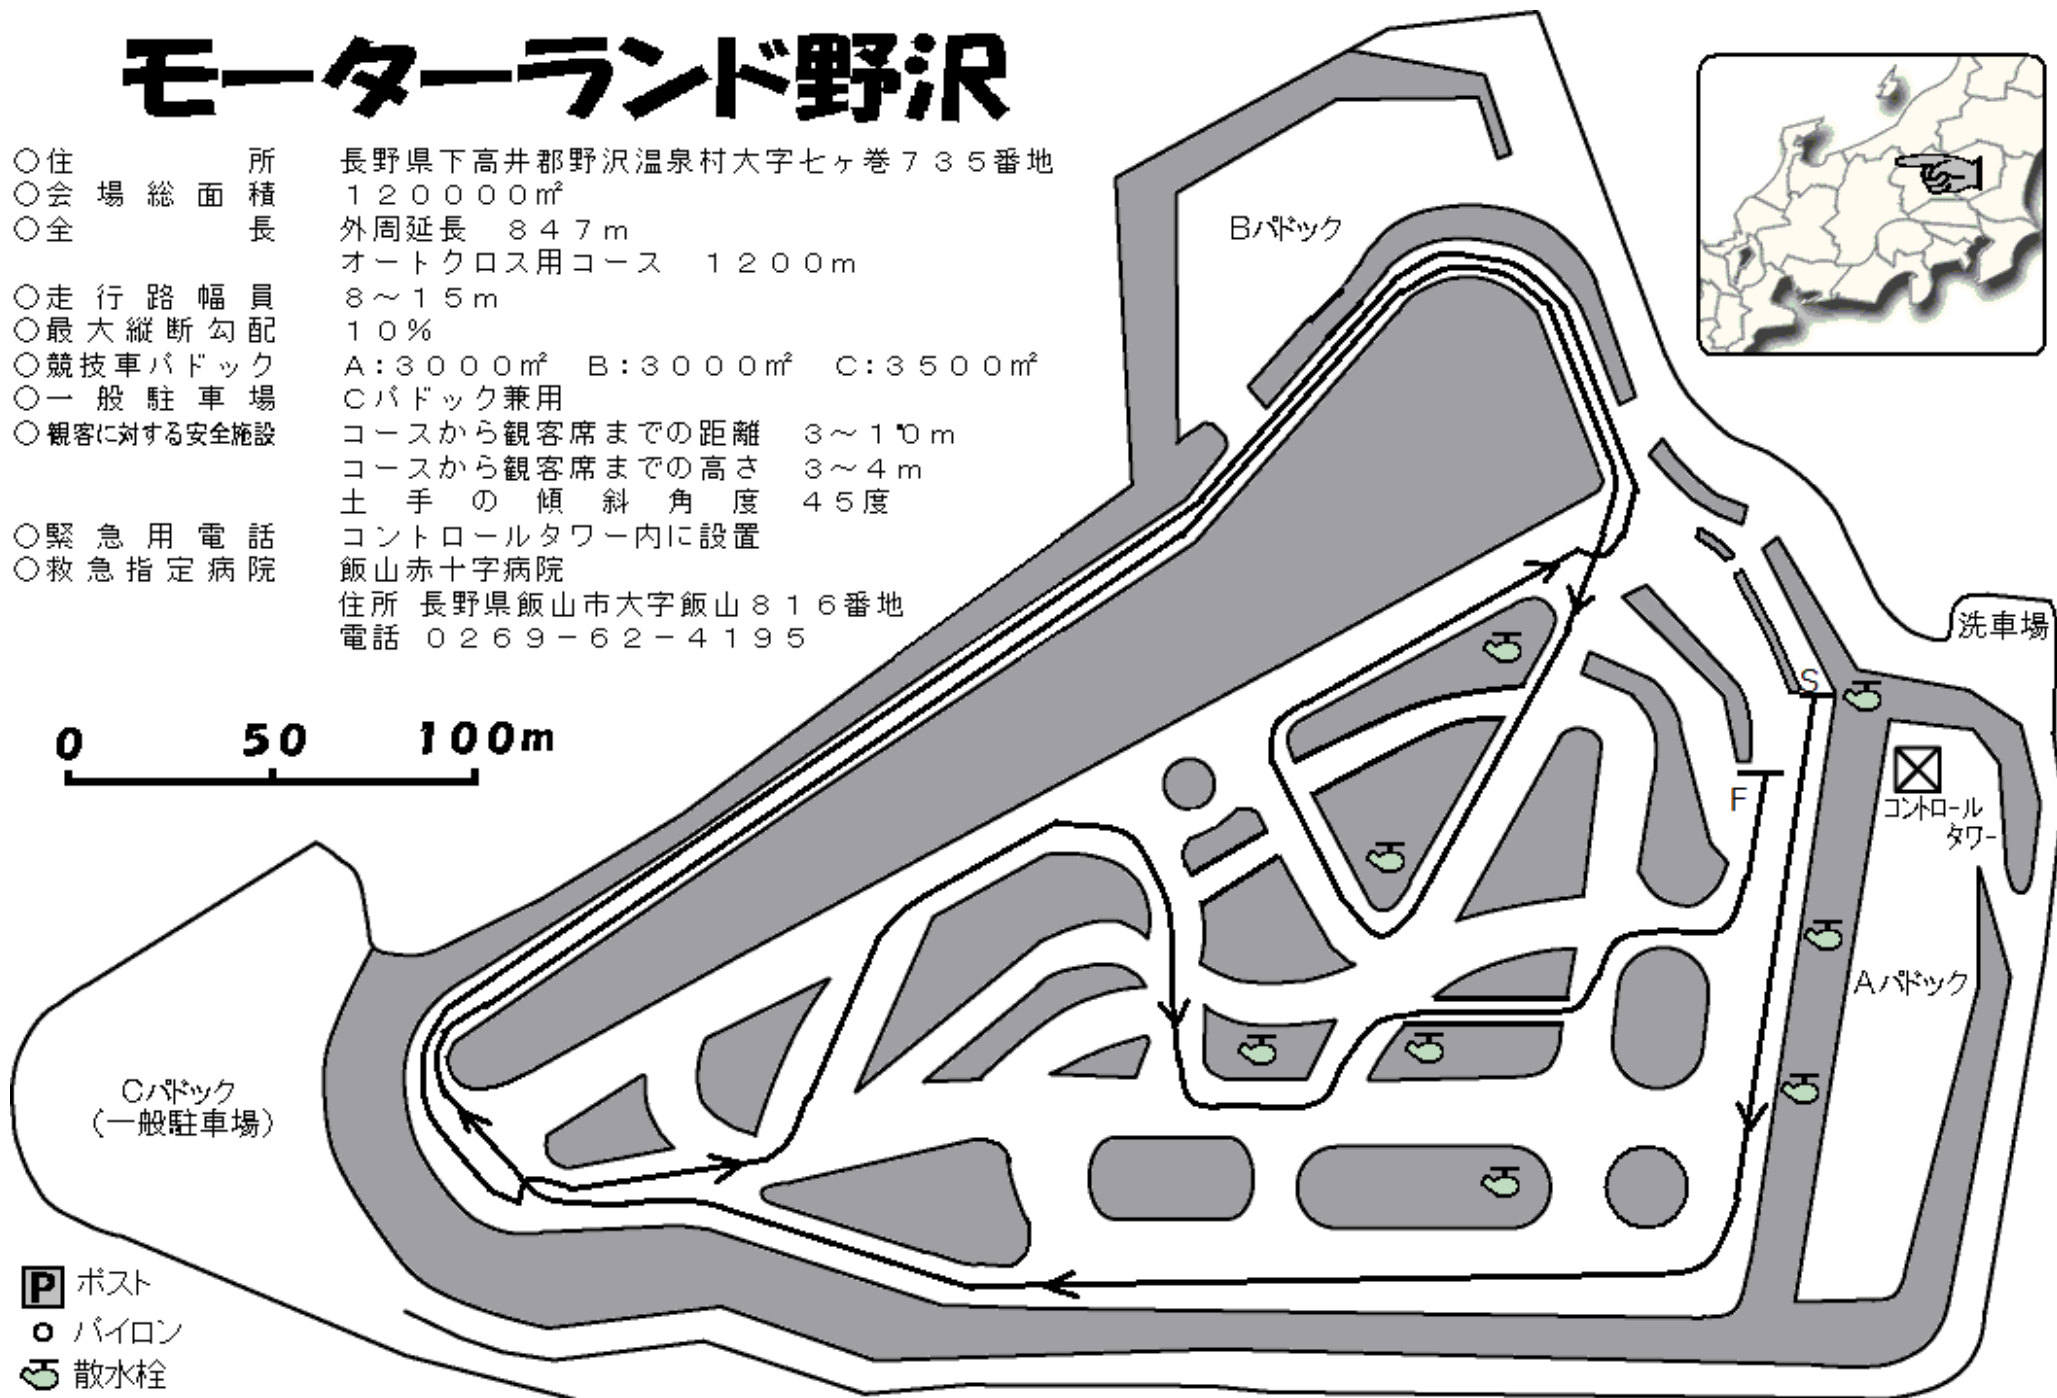 モーターランド野沢
○住所 長野県下高井郡野沢温泉村大字七ヶ巻735番地
○会場総面積 120000㎡
○全長 外周延長 847m
オートクロス用コース 1200m
○走行路幅員 8～15m
○最大縦断勾配 10%
○競技車パドック A:3000㎡ B:3000㎡ C:3500㎡
○一般駐車場 Cパドック兼用
○観客に対する安全施設 コースから観客席までの距離 3～10m
コースから観客席までの高さ 3～4m
土手の傾斜角度 45度
○緊急用電話 コントロールタワー内に設置
○救急指定病院 飯山赤十字病院
住所 長野県飯山市大字飯山816番地
電話 0269-62-4195
0 50 100m
Bパドック
洗車場
S
F
コントロール
タワー
Aパドック
Cパドック
(一般駐車場)
P ポスト
パイロン
散水栓